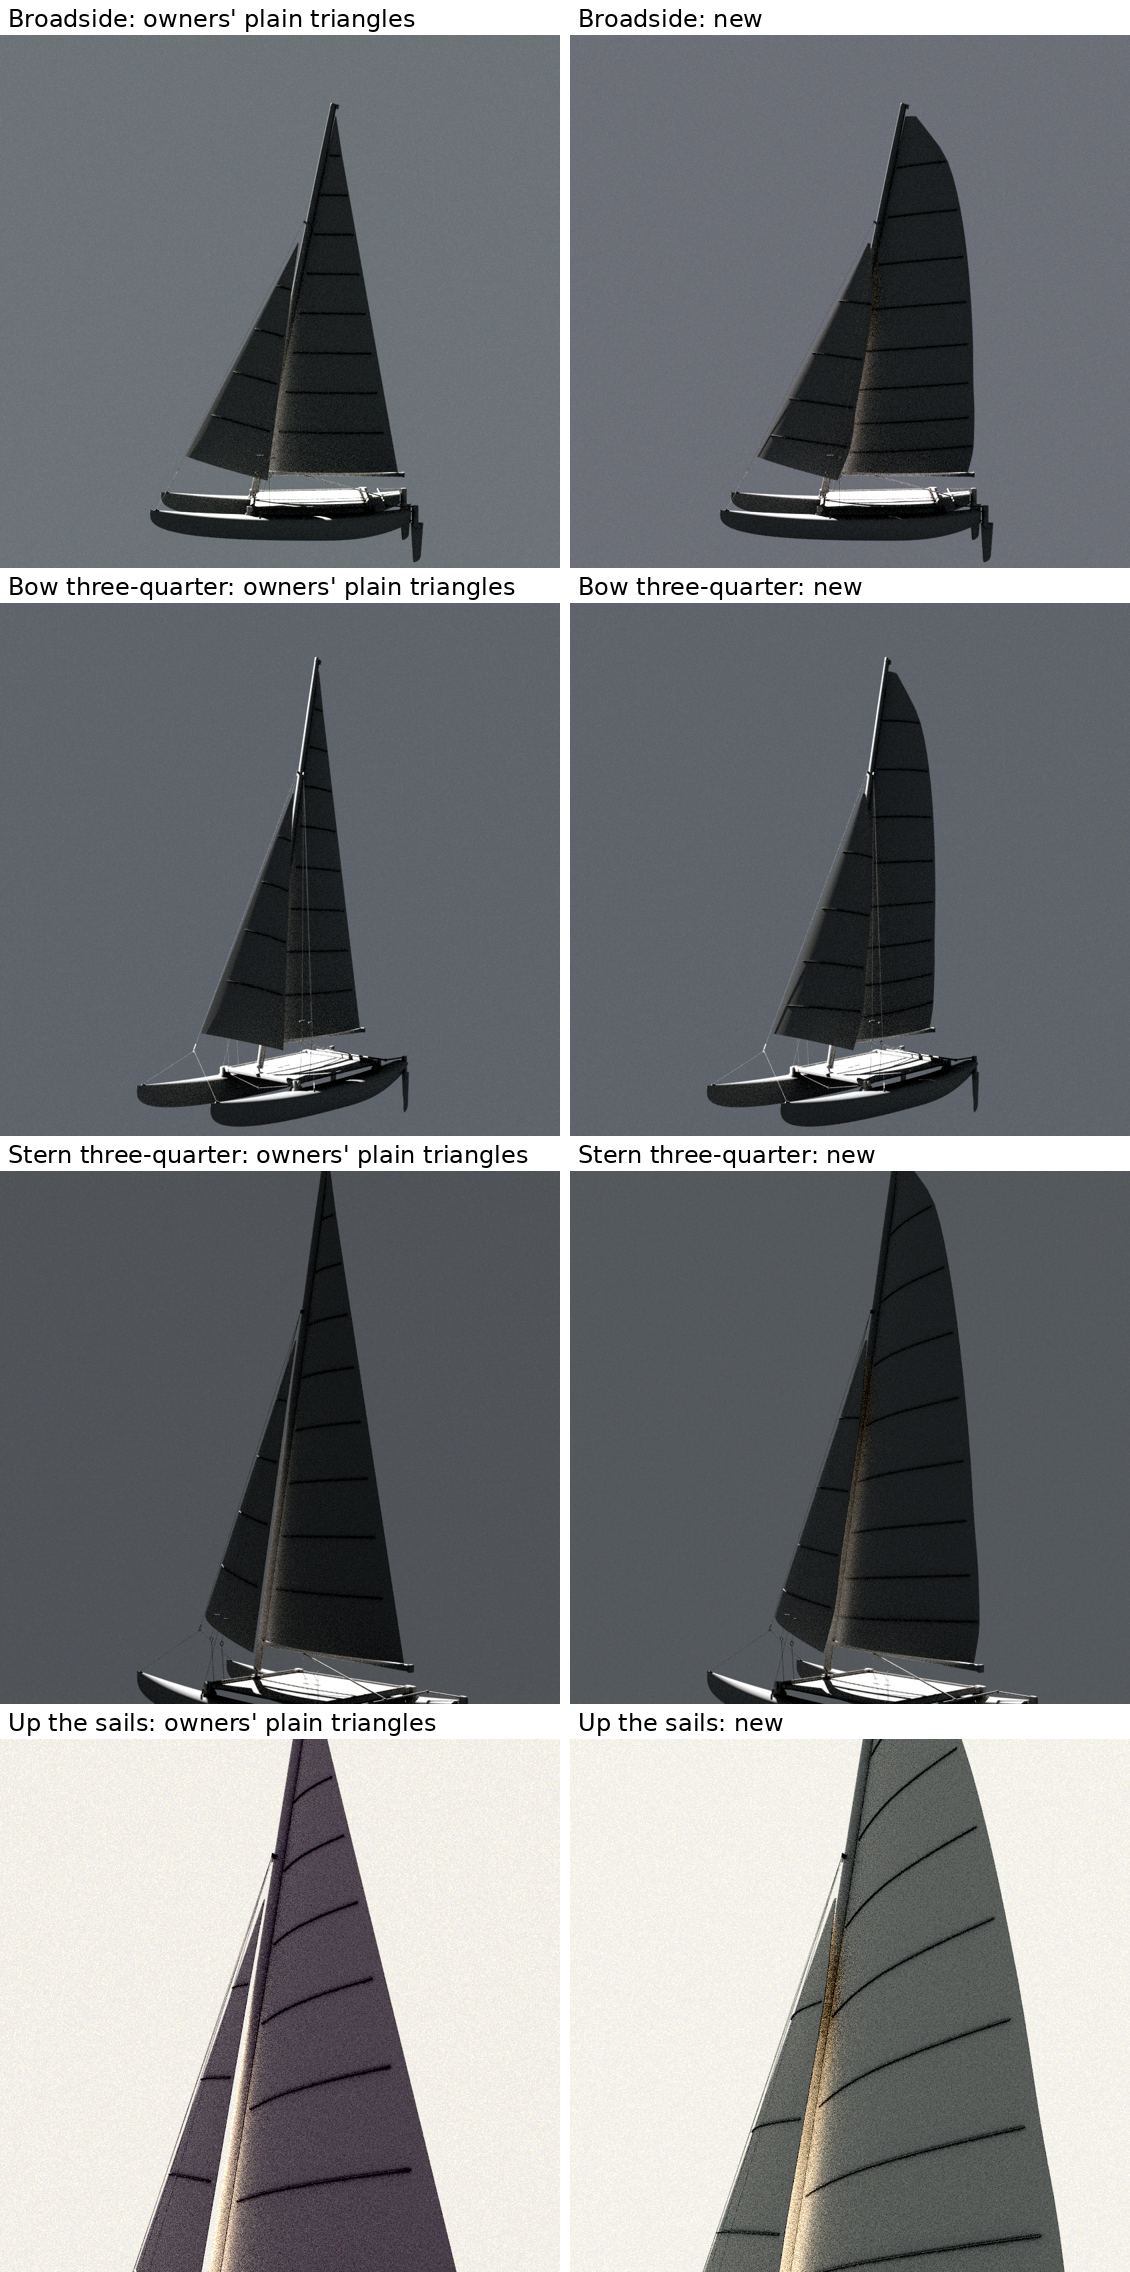 Broadside: owners' plain triangles
Broadside: new
Bow three-quarter: owners' plain triangles
Bow three-quarter: new
Stern three-quarter: owners' plain triangles
Stern three-quarter: new
Up the sails: owners' plain triangles
Up the sails: new